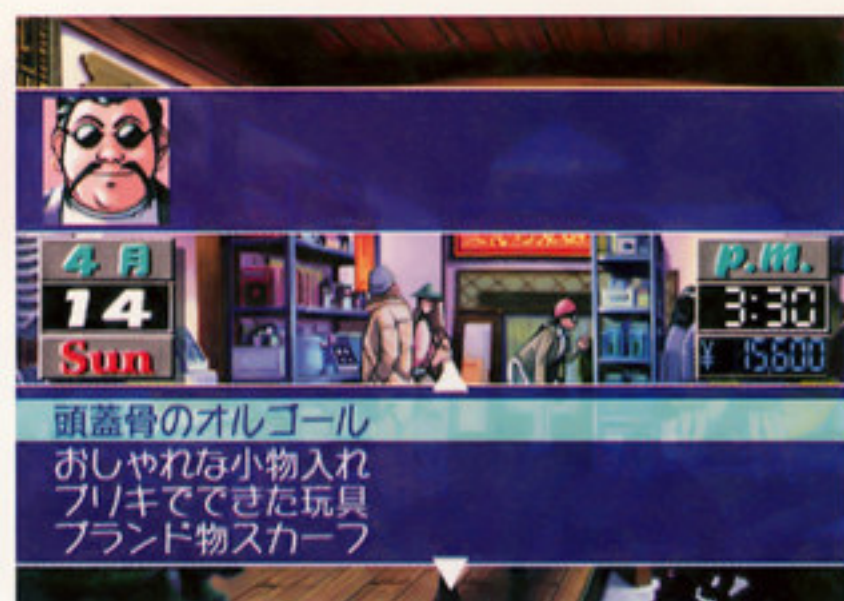 4月
14
Sun
p.m.
3:30
¥ 15,600
頭蓋骨のオルゴール
おしゃれな小物入れ
ブリキでできた玩具
ブランド物スカーフ